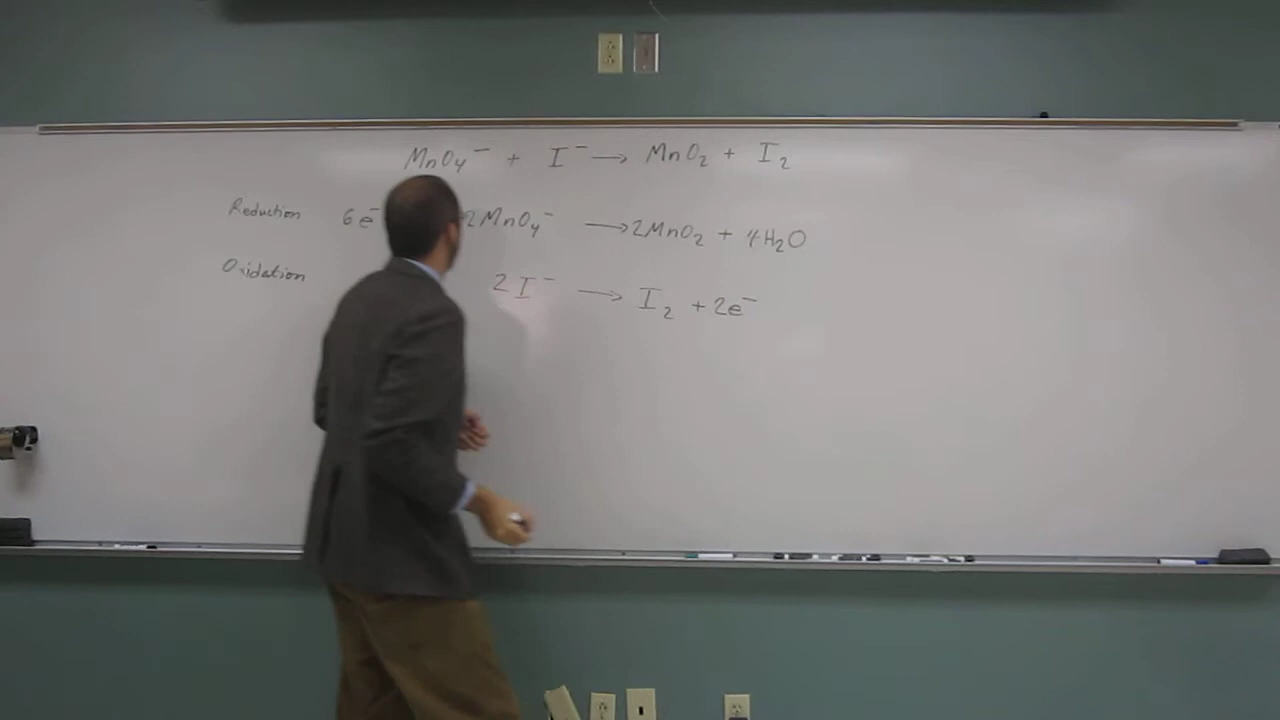 MnO₄⁻ + I⁻ → MnO₂ + I₂
Reduction 6e⁻ 2MnO₄⁻ → 2MnO₂ + 4H₂O
Oxidation 2I⁻ → I₂ + 2e⁻